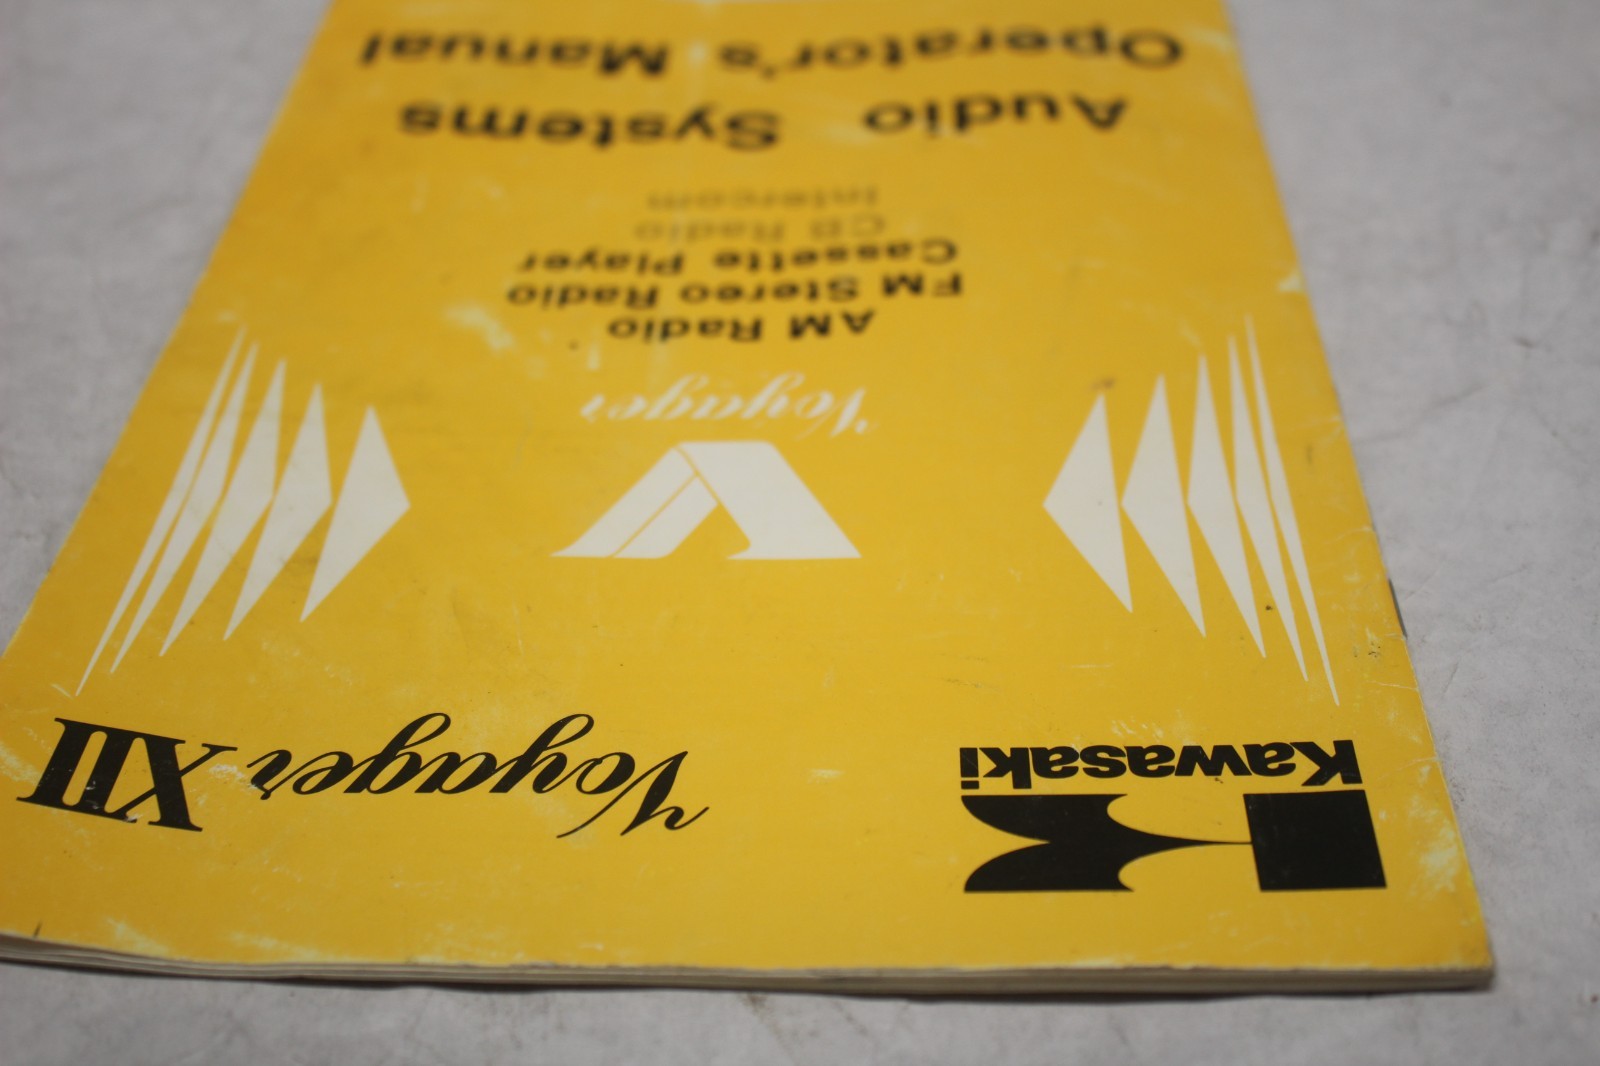 Kawasaki
Voyager XII
Voyager
AM Radio
FM Stereo Radio
Cassette Player
CB Radio
Intercom
Audio Systems
Operator's Manual